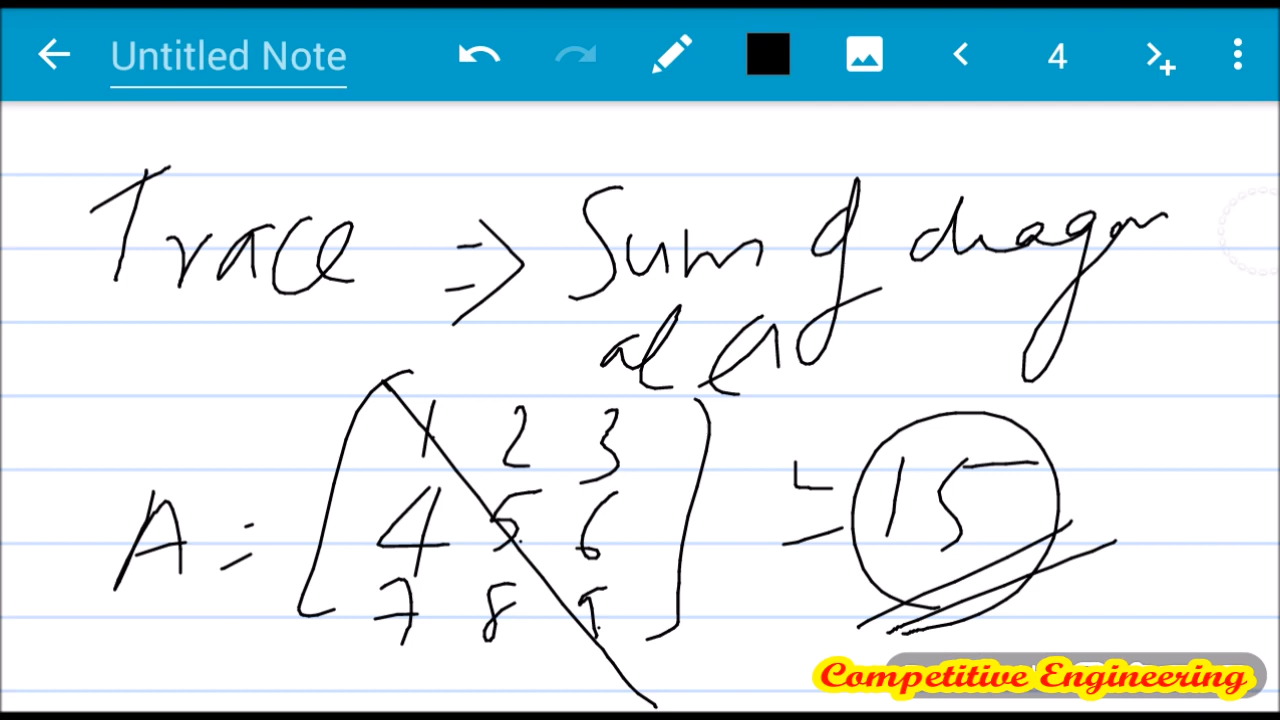 Untitled Note
4
Trace ⇒ Sum of diagon
al
A = [ 1 2 3
4 5 6
7 8 9 ] = 15
Competitive Engineering